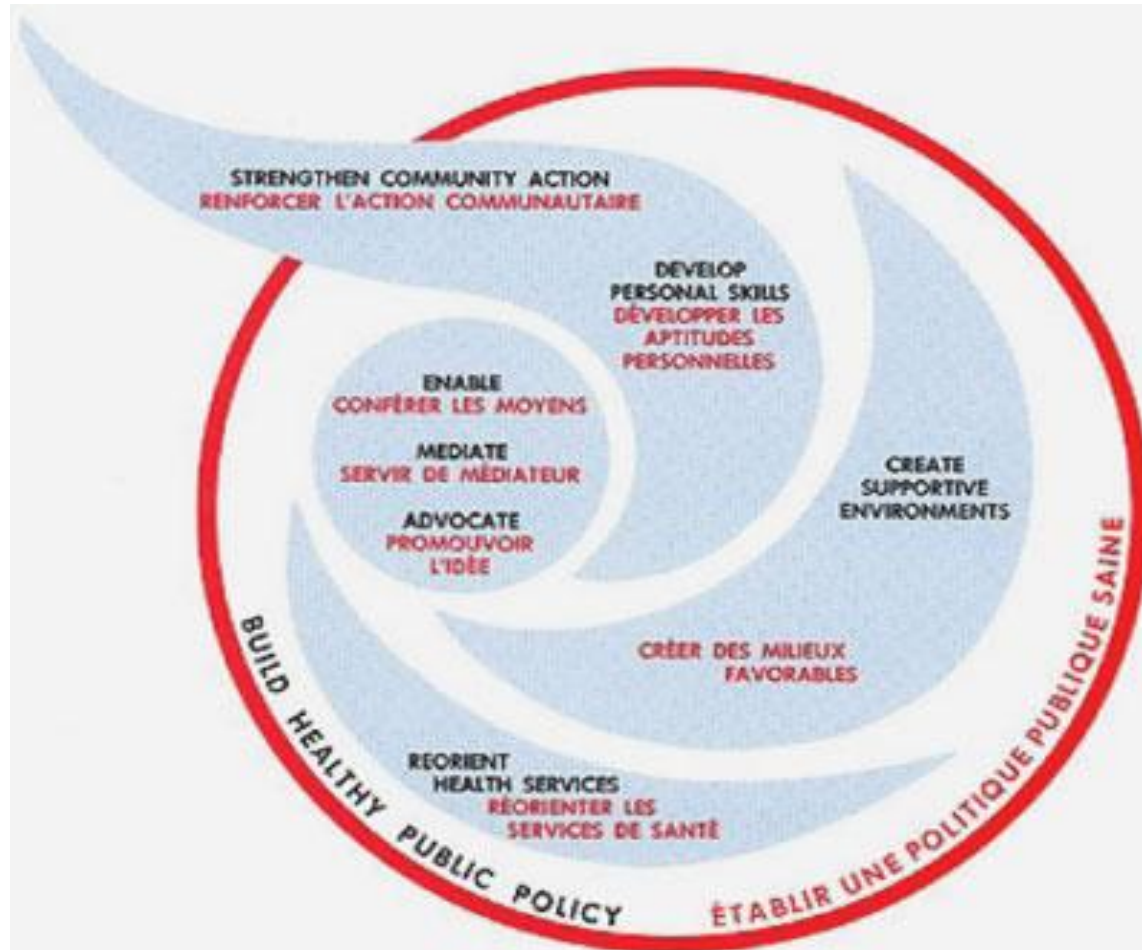 STRENGTHEN COMMUNITY ACTION
RENFORCER L'ACTION COMMUNAUTAIRE
DEVELOP
PERSONAL SKILLS
DÉVELOPPER LES
APTITUDES
PERSONNELLES
ENABLE
CONFÉRER LES MOYENS
MEDIATE
SERVIR DE MÉDIATEUR
ADVOCATE
PROMOUVOIR
L'IDÈE
CREATE
SUPPORTIVE
ENVIRONMENTS
CRÉER DES MILIEUX
FAVORABLES
REORIENT
HEALTH SERVICES
RÉORIENTER LES
SERVICES DE SANTÈ
BUILD HEALTHY PUBLIC POLICY
ÉTABLIR UNE POLITIQUE PUBLIQUE SAINE